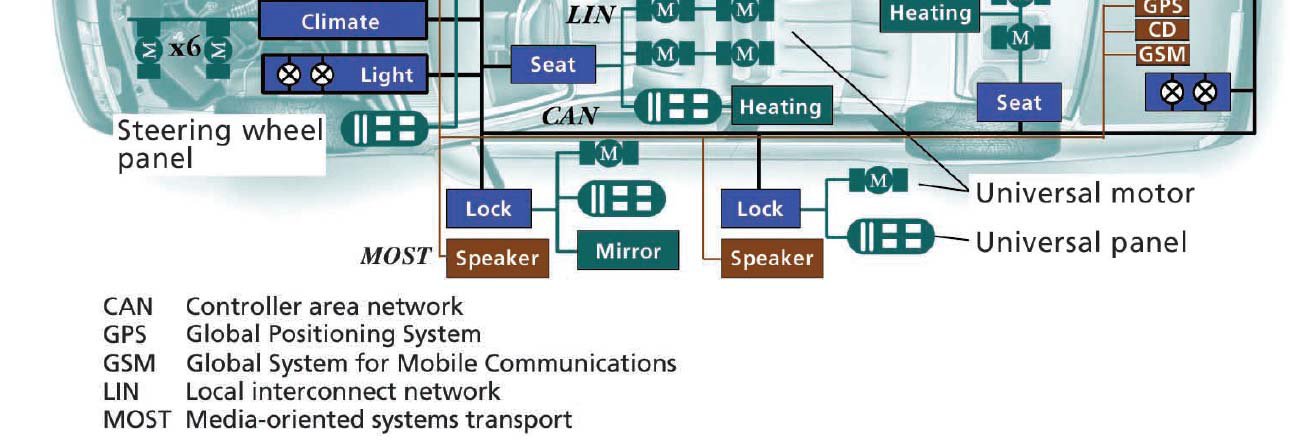 GPS
LIN M M Heating
Climate
CD
M x6 M M
M M GSM
Seat
Light
Seat
Heating
CAN
Steering wheel
panel
M
M
Universal motor
Lock Lock
Universal panel
Mirror
MOST Speaker Speaker
CAN Controller area network
GPS Global Positioning System
GSM Global System for Mobile Communications
LIN Local interconnect network
MOST Media-oriented systems transport